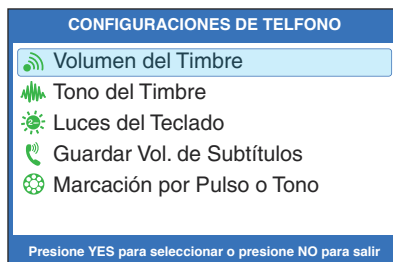 CONFIGURACIONES DE TELFONO
Volumen del Timbre
Tono del Timbre
Luces del Teclado
Guardar Vol. de Subtítulos
Marcación por Pulso o Tono
Presione YES para seleccionar o presione NO para salir